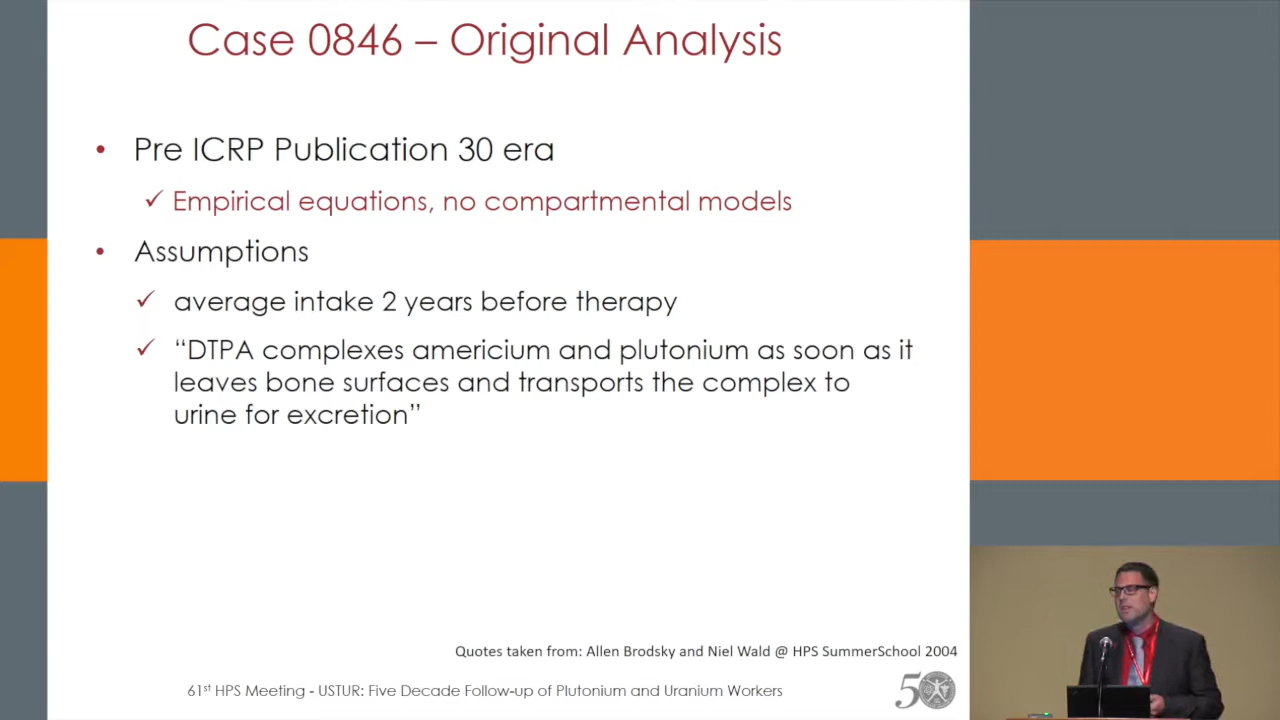 Case 0846 – Original Analysis
• Pre ICRP Publication 30 era
✓ Empirical equations, no compartmental models
• Assumptions
✓ average intake 2 years before therapy
✓ “DTPA complexes americium and plutonium as soon as it
leaves bone surfaces and transports the complex to
urine for excretion”
Quotes taken from: Allen Brodsky and Niel Wald @ HPS SummerSchool 2004
61st HPS Meeting - USTUR: Five Decade Follow-up of Plutonium and Uranium Workers
50